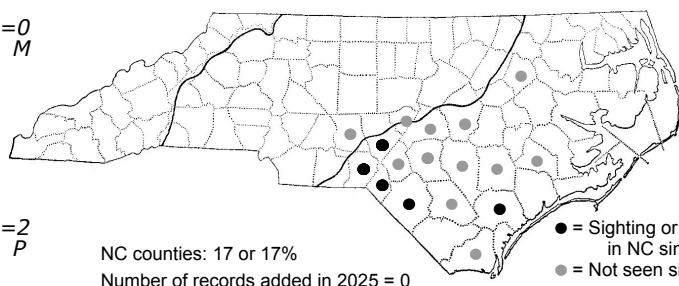 =0
M
=2
P
NC counties: 17 or 17%
Number of records added in 2025 = 0
● = Sighting or
in NC sin
● = Not seen si